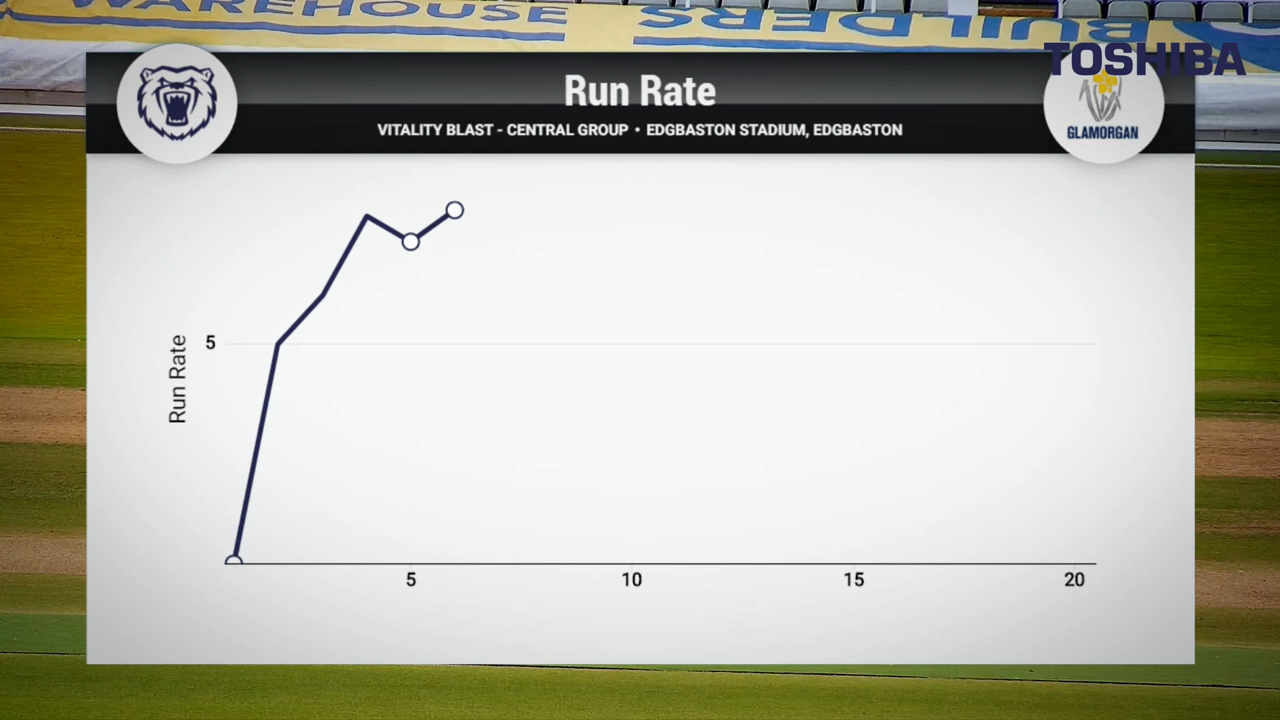 WAREHOUSE
BUILDERS
TOSHIBA
Run Rate
VITALITY BLAST - CENTRAL GROUP • EDGBASTON STADIUM, EDGBASTON
GLAMORGAN
Run Rate
5
5
10
15
20